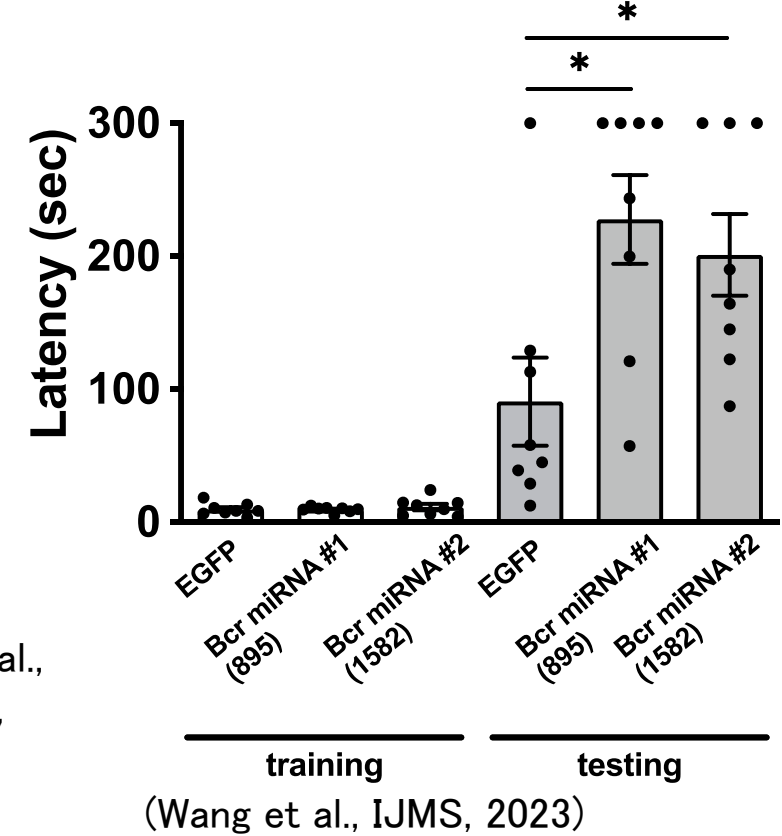 *
*
Latency (sec)
300
200
100
0
EGFP
Bcr miRNA #1
(895)
Bcr miRNA #2
(1582)
EGFP
Bcr miRNA #1
(895)
Bcr miRNA #2
(1582)
al.,
,
training
testing
(Wang et al., IJMS, 2023)